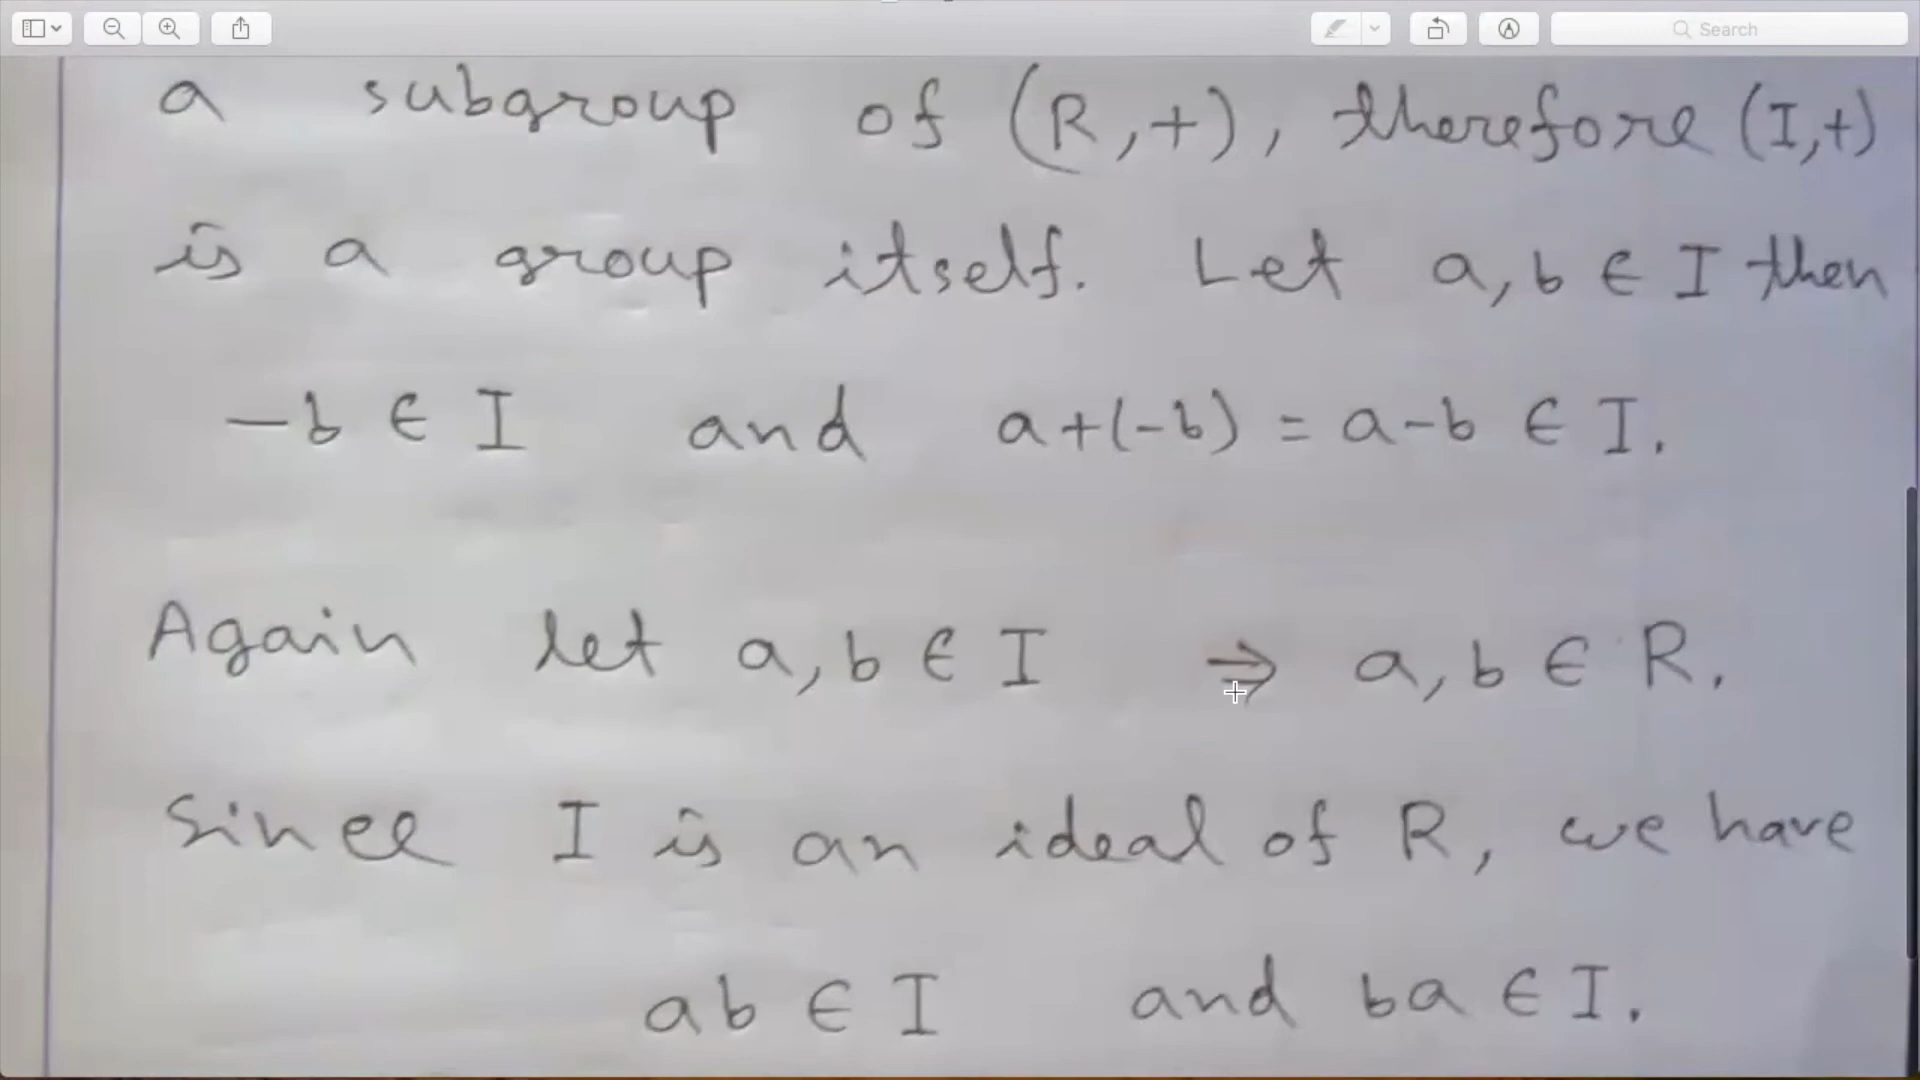 Search
a subgroup of (R,+), therefore (I,+)
is a group itself. Let a,b ∈ I then
-b ∈ I and a+(-b) = a-b ∈ I.
Again let a,b ∈ I ⇒ a,b ∈ R.
Since I is an ideal of R, we have
ab ∈ I and ba ∈ I.